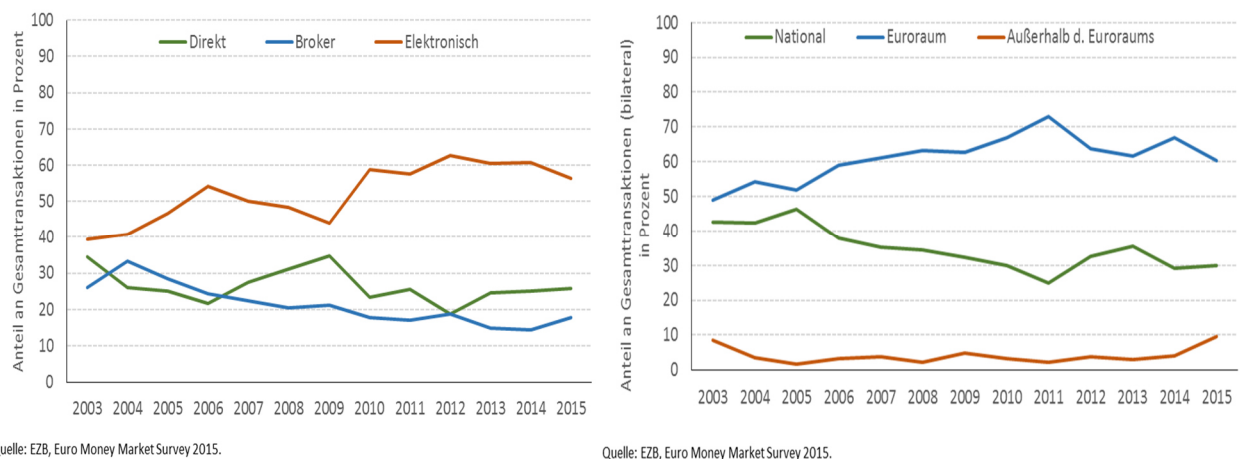 Anteil an Gesamttransaktionen in Prozent
100
90
80
70
60
50
40
30
20
10
0
Direkt Broker Elektronisch
2003 2004 2005 2006 2007 2008 2009 2010 2011 2012 2013 2014 2015
uelle: EZB, Euro Money Market Survey 2015.
Anteil an Gesamttransaktionen (bilateral)
in Prozent
100
90
80
70
60
50
40
30
20
10
0
National Euroraum Außerhalb d. Euroraums
2003 2004 2005 2006 2007 2008 2009 2010 2011 2012 2013 2014 2015
Quelle: EZB, Euro Money Market Survey 2015.